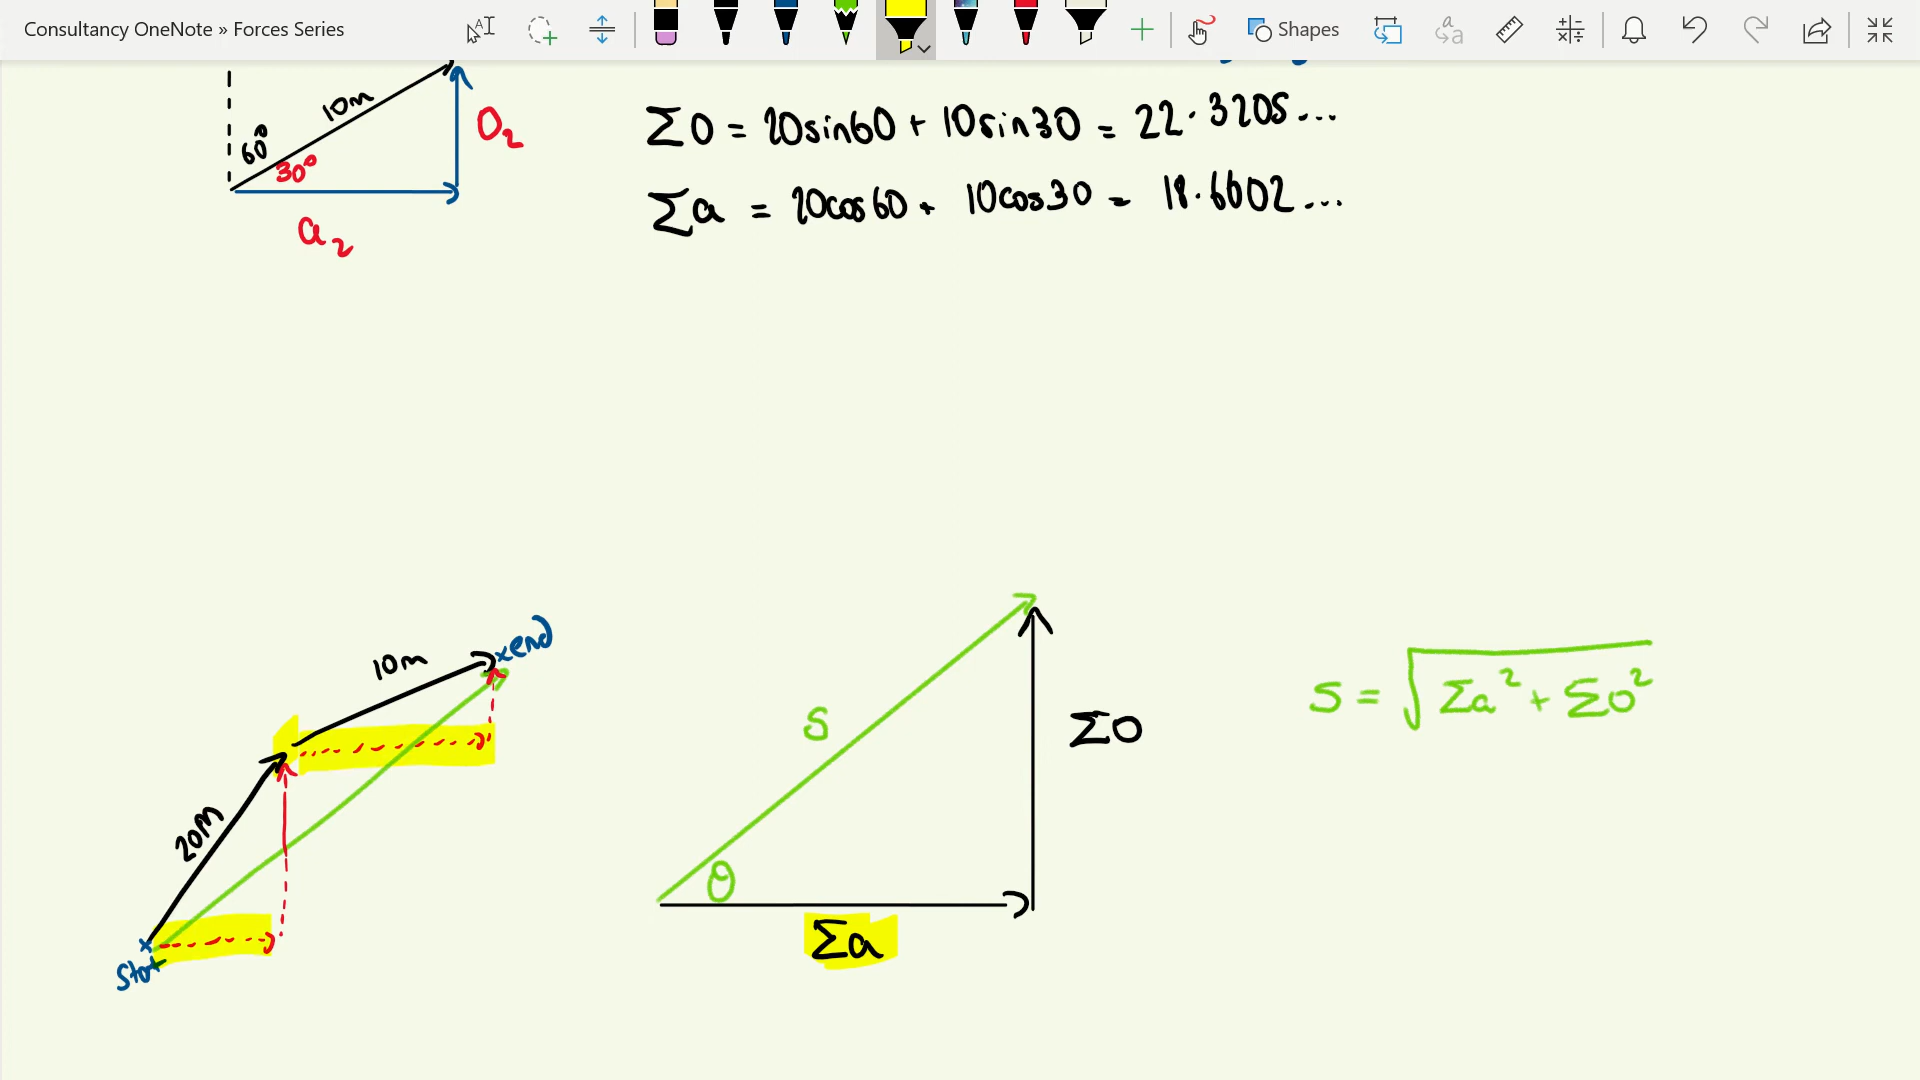 Consultancy OneNote » Forces Series
Shapes
10m
60°
30°
O₂
a₂
ΣO = 20sin60 + 10sin30 = 22.3205...
Σa = 20cos60 + 10cos30 = 18.6602...
10m
xend
20m
x
Start
S
θ
ΣO
Σa
S = √Σa² + ΣO²